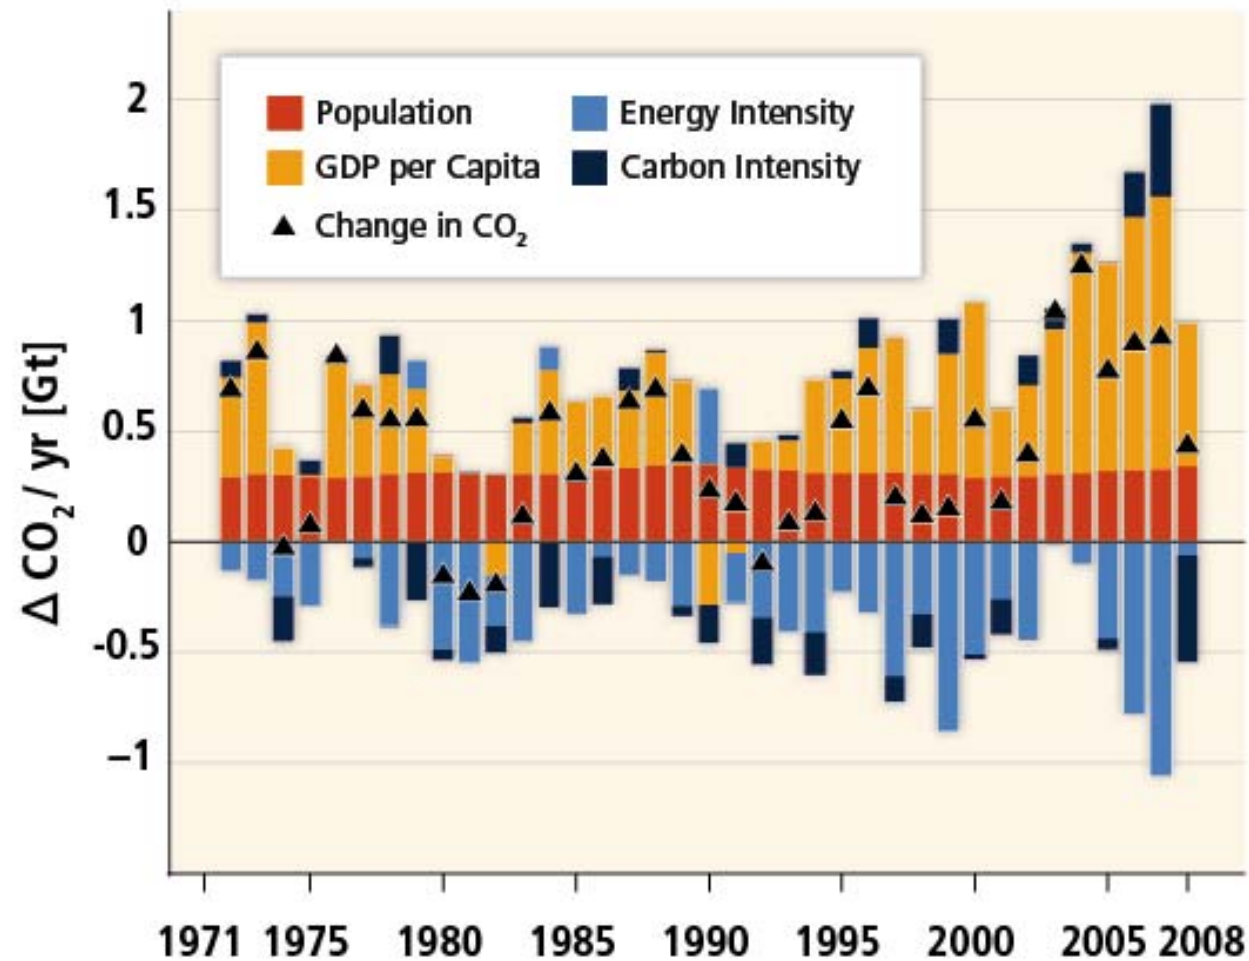 Population
Energy Intensity
GDP per Capita
Carbon Intensity
Change in CO₂
Δ CO₂/ yr [Gt]
2
1.5
1
0.5
0
-0.5
−1
1971 1975 1980 1985 1990 1995 2000 2005 2008